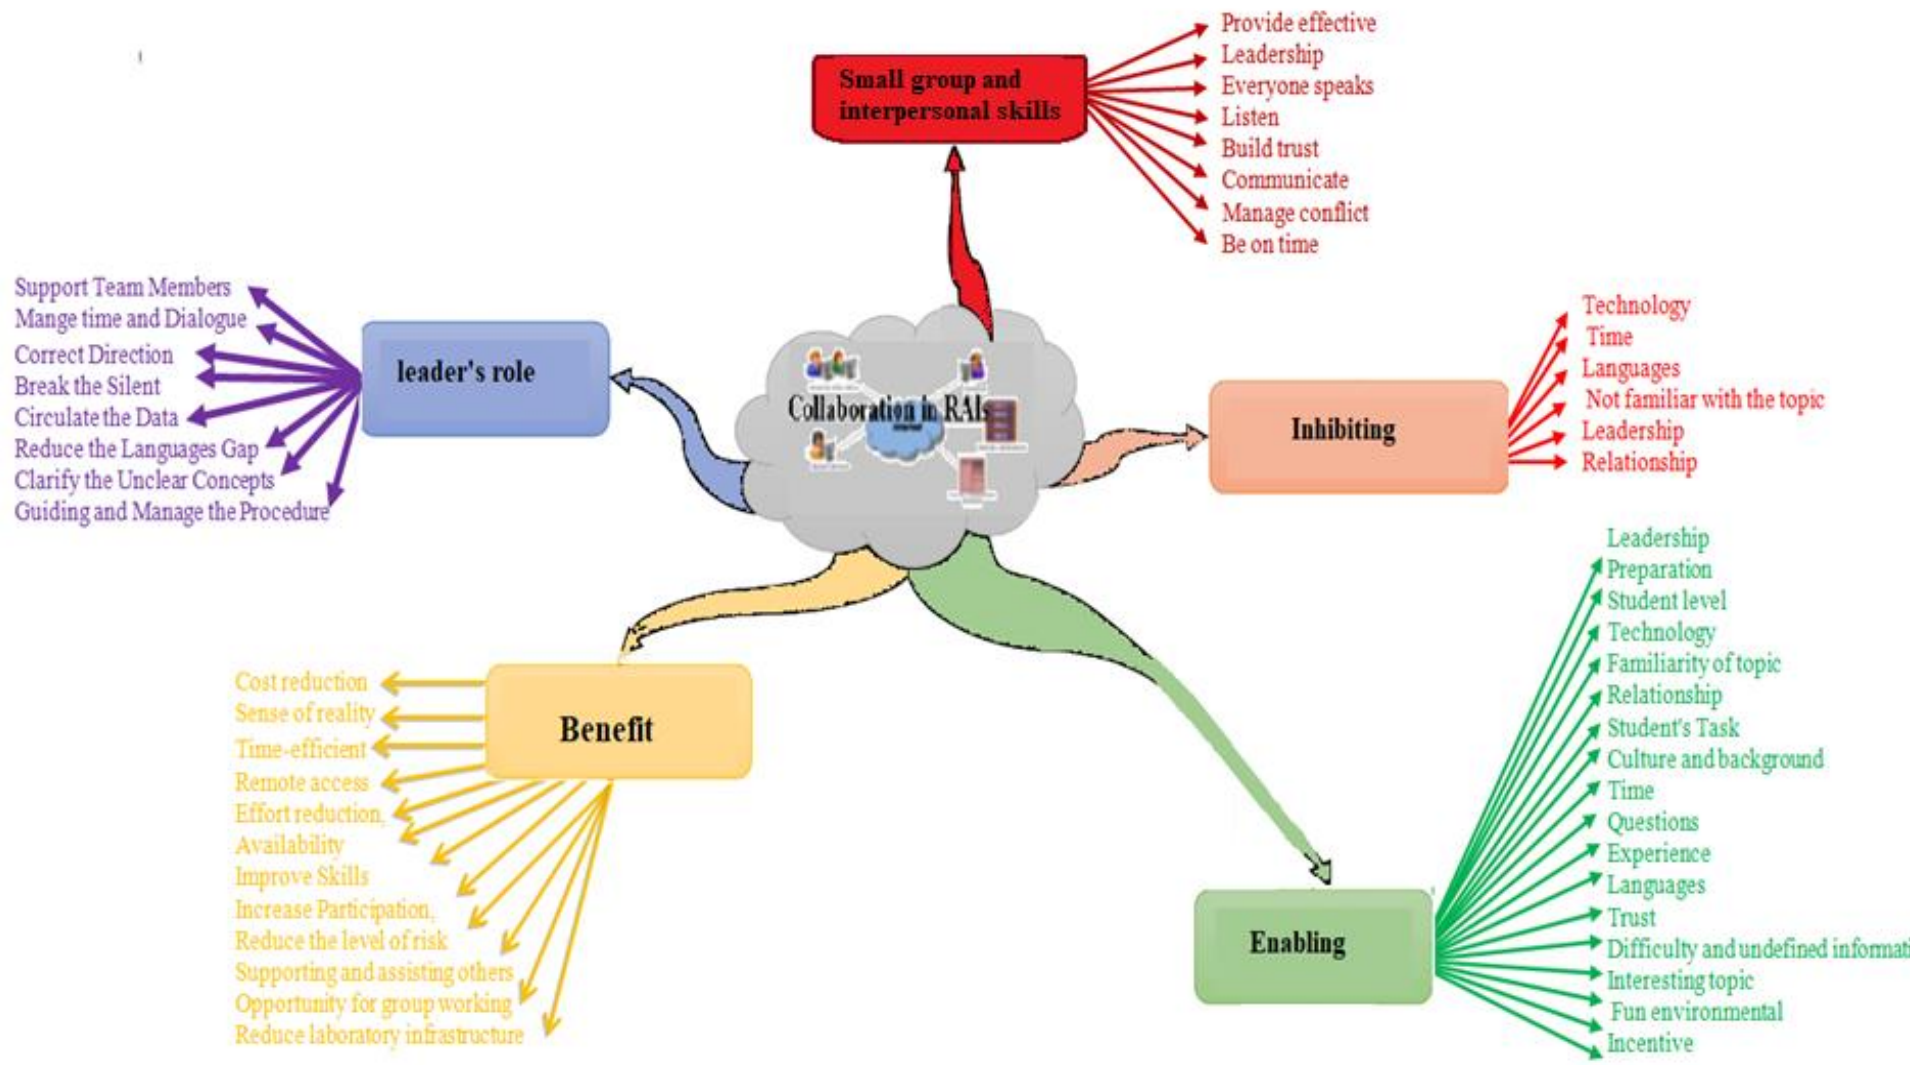 Provide effective
Leadership
Everyone speaks
Listen
Build trust
Communicate
Manage conflict
Be on time
Small group and
interpersonal skills
Support Team Members
Mange time and Dialogue
Correct Direction
Break the Silent
Circulate the Data
Reduce the Languages Gap
Clarify the Unclear Concepts
Guiding and Manage the Procedure
leader's role
Collaboration in RAIs
Inhibiting
Technology
Time
Languages
Not familiar with the topic
Leadership
Relationship
Benefit
Cost reduction
Sense of reality
Time-efficient
Remote access
Effort reduction,
Availability
Improve Skills
Increase Participation,
Reduce the level of risk
Supporting and assisting others
Opportunity for group working
Reduce laboratory infrastructure
Enabling
Leadership
Preparation
Student level
Technology
Familiarity of topic
Relationship
Student's Task
Culture and background
Time
Questions
Experience
Languages
Trust
Difficulty and undefined informati
Interesting topic
Fun environmental
Incentive